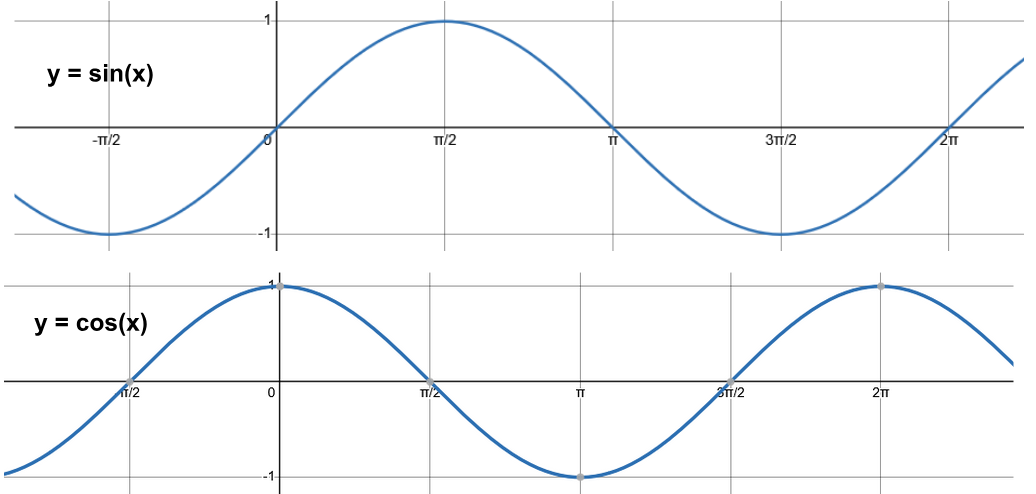 1
y = sin(x)
-π/2 0 π/2 π 3π/2 2π
-1
1
y = cos(x)
π/2 0 π/2 π 3π/2 2π
-1